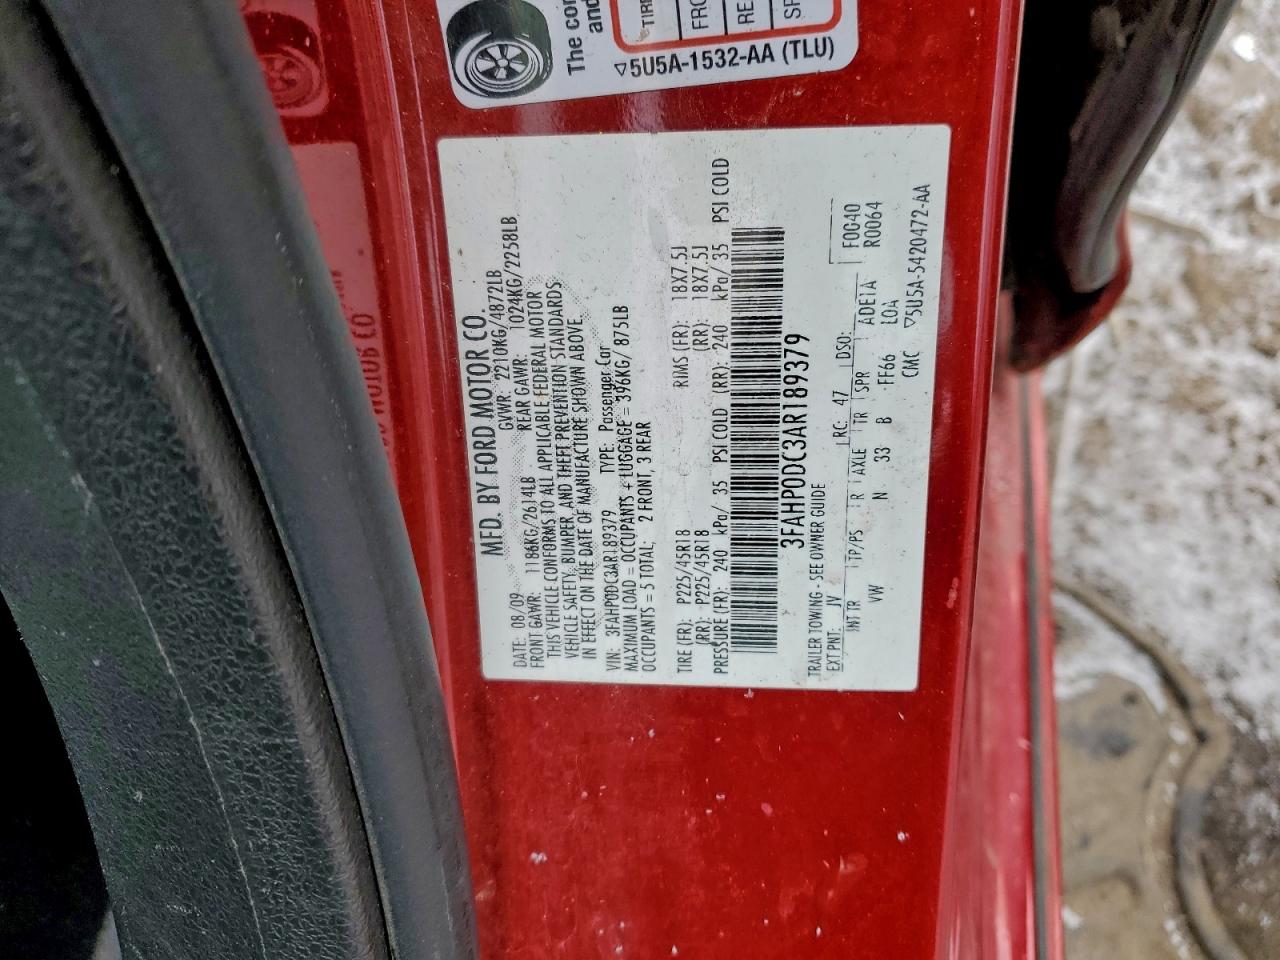 The
and
TIRE
FRO
RE
SP
▽5U5A-1532-AA (TLU)
MFD. BY FORD MOTOR CO.
DATE: 08/09 GVWR: 2210KG/4872LB
FRONT GAWR: 1186KG/2614LB REAR GAWR: 1024KG/2258LB
THIS VEHICLE CONFORMS TO ALL APPLICABLE FEDERAL MOTOR
VEHICLE SAFETY, BUMPER, AND THEFT PREVENTION STANDARDS
IN EFFECT ON THE DATE OF MANUFACTURE SHOWN ABOVE.
VIN: 3FAHP0DC3AR189379 TYPE: Passenger Car
MAXIMUM LOAD = OCCUPANTS + LUGGAGE = 396KG/ 875LB
OCCUPANTS = 5 TOTAL; 2 FRONT, 3 REAR
TIRE (FR): P225/45R18 RIMS (FR): 18X7.5J
(RR): P225/45R18 (RR): 18X7.5J
PRESSURE (FR): 240 kPa/ 35 PSI COLD (RR): 240 kPa/ 35 PSI COLD
3FAHP0DC3AR189379
TRAILER TOWING - SEE OWNER GUIDE
EXT PNT: JV RC: 47 DSO: F0G40
INT TR TP/PS R AXLE TR SPR ADE1A R0064
VW N 33 B FF66 LOA
CMC ▽5U5A-5420472-AA